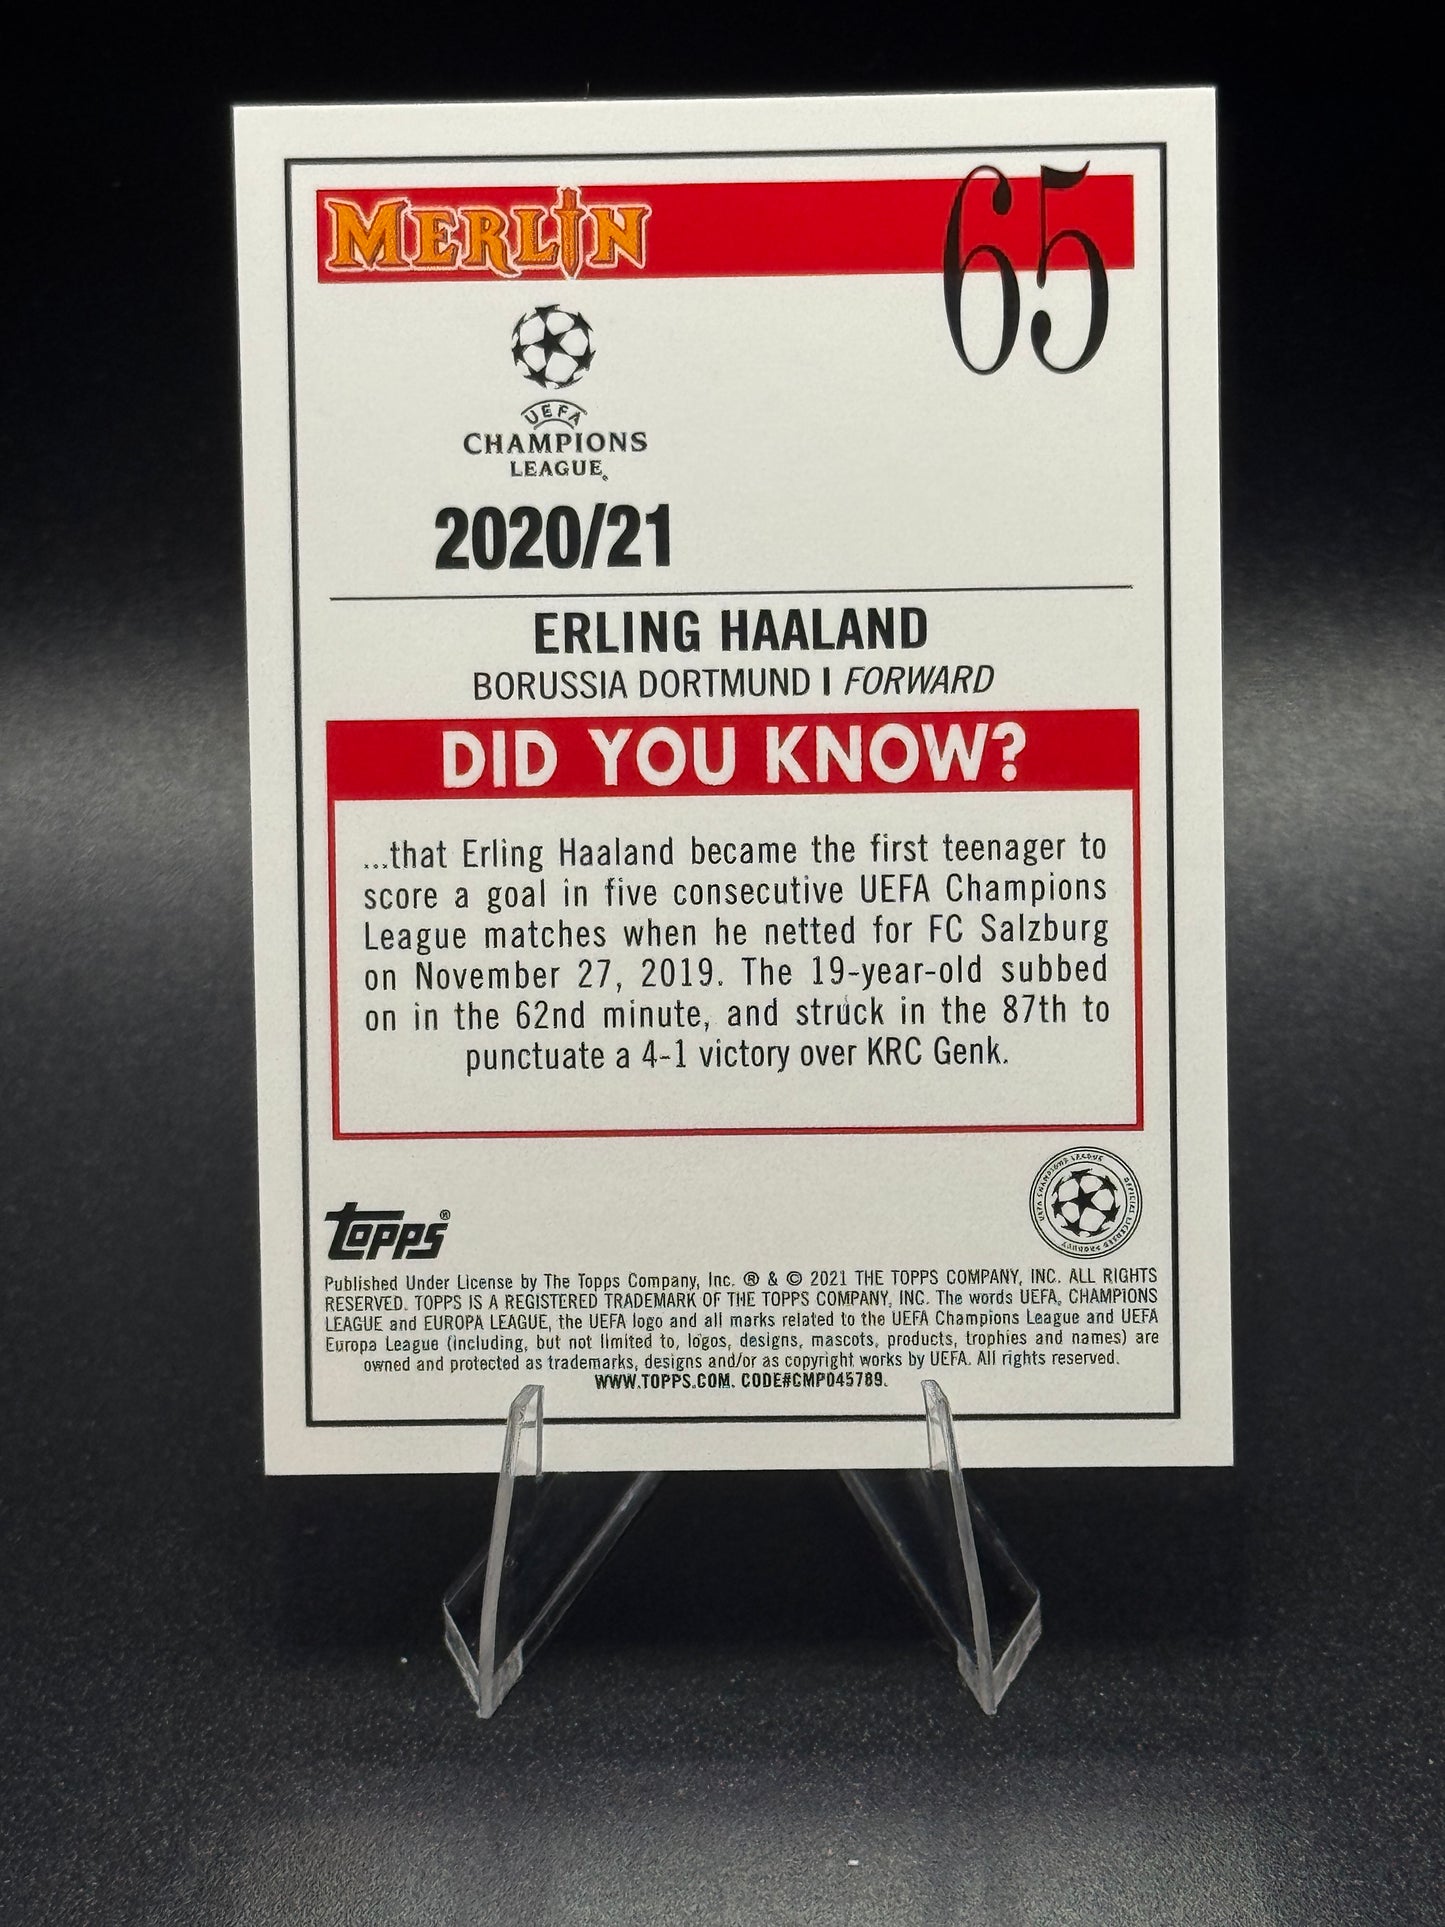 MERLIN
65
UEFA
CHAMPIONS
LEAGUE
2020/21
ERLING HAALAND
BORUSSIA DORTMUND | FORWARD
DID YOU KNOW?
...that Erling Haaland became the first teenager to
score a goal in five consecutive UEFA Champions
League matches when he netted for FC Salzburg
on November 27, 2019. The 19-year-old subbed
on in the 62nd minute, and struck in the 87th to
punctuate a 4-1 victory over KRC Genk.
UEFA CHAMPIONS LEAGUE
OFFICIAL LICENSED PRODUCT
Topps®
Published Under License by The Topps Company, Inc. ® & © 2021 THE TOPPS COMPANY, INC. ALL RIGHTS
RESERVED. TOPPS IS A REGISTERED TRADEMARK OF THE TOPPS COMPANY, INC. The words UEFA, CHAMPIONS
LEAGUE and EUROPA LEAGUE, the UEFA logo and all marks related to the UEFA Champions League and UEFA
Europa League (including, but not limited to, logos, designs, mascots, products, trophies and names) are
owned and protected as trademarks, designs and/or as copyright works by UEFA. All rights reserved.
WWW.TOPPS.COM. CODE#CMP045789.